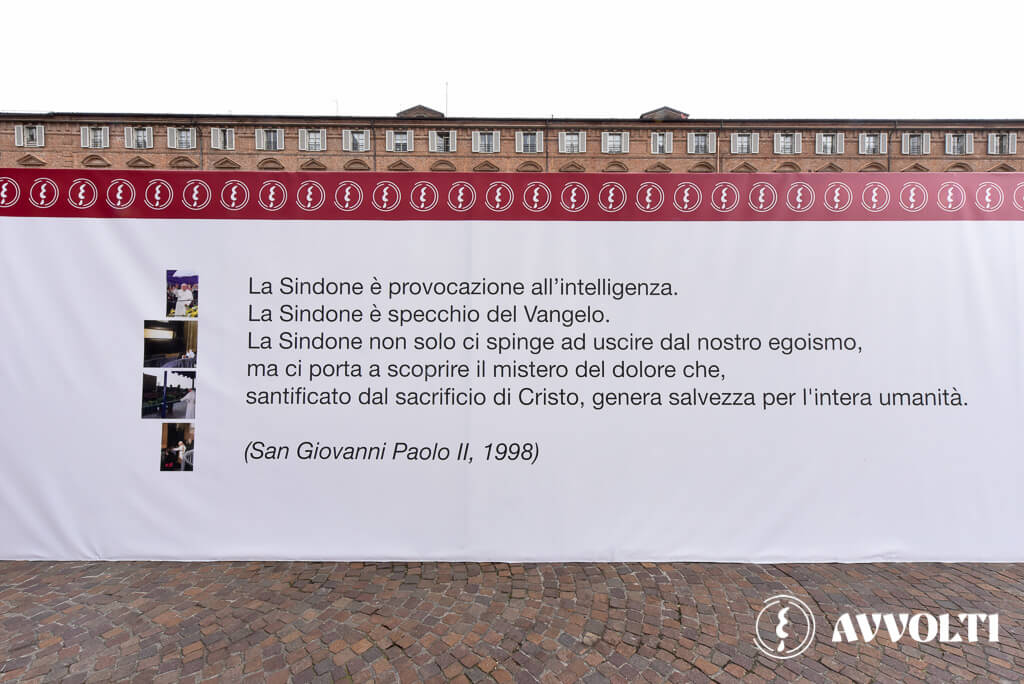 La Sindone è provocazione all'intelligenza.
La Sindone è specchio del Vangelo.
La Sindone non solo ci spinge ad uscire dal nostro egoismo,
ma ci porta a scoprire il mistero del dolore che,
santificato dal sacrificio di Cristo, genera salvezza per l'intera umanità.
(San Giovanni Paolo II, 1998)
AVVOLTI